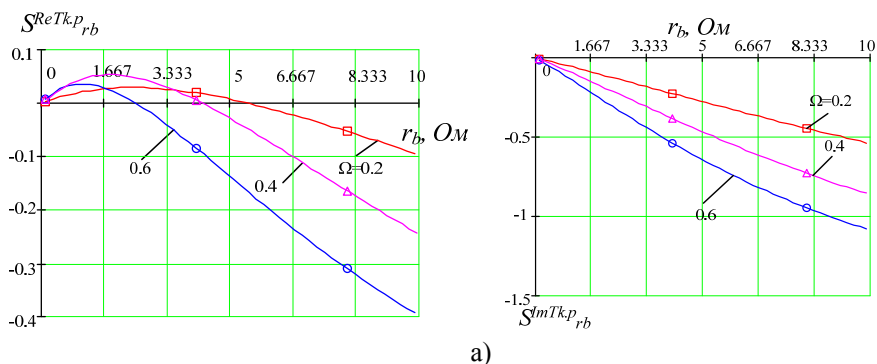 S^{ReTk.p}_{rb}
0.1
0 1.667 3.333 5 6.667 8.333 10
r_b, Ом
-0.1
-0.2
-0.3
-0.4
0.6
0.4
Ω=0.2
r_b, Ом
1.667 3.333 5 6.667 8.333 10
0
-0.5
-1
-1.5
Ω=0.2
0.4
0.6
S^{ImTk.p}_{rb}
а)